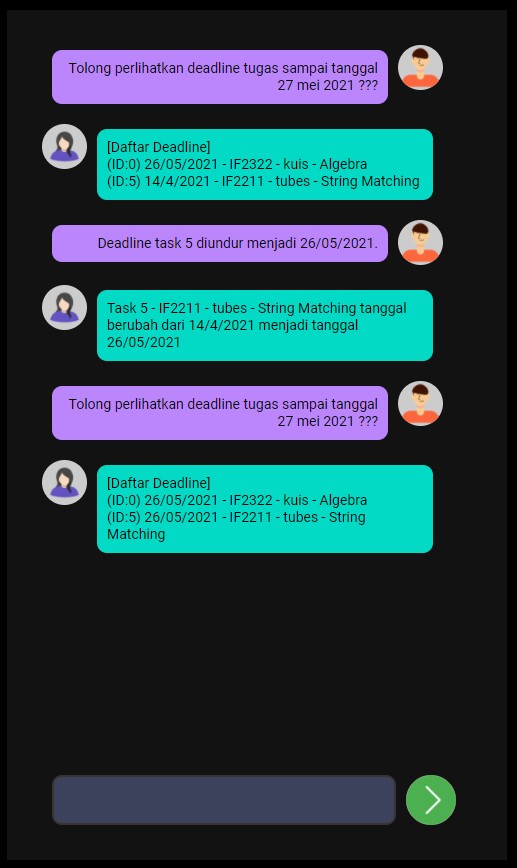 Tolong perlihatkan deadline tugas sampai tanggal
27 mei 2021 ???
[Daftar Deadline]
(ID:0) 26/05/2021 - IF2322 - kuis - Algebra
(ID:5) 14/4/2021 - IF2211 - tubes - String Matching
Deadline task 5 diundur menjadi 26/05/2021.
Task 5 - IF2211 - tubes - String Matching tanggal
berubah dari 14/4/2021 menjadi tanggal
26/05/2021
Tolong perlihatkan deadline tugas sampai tanggal
27 mei 2021 ???
[Daftar Deadline]
(ID:0) 26/05/2021 - IF2322 - kuis - Algebra
(ID:5) 26/05/2021 - IF2211 - tubes - String
Matching